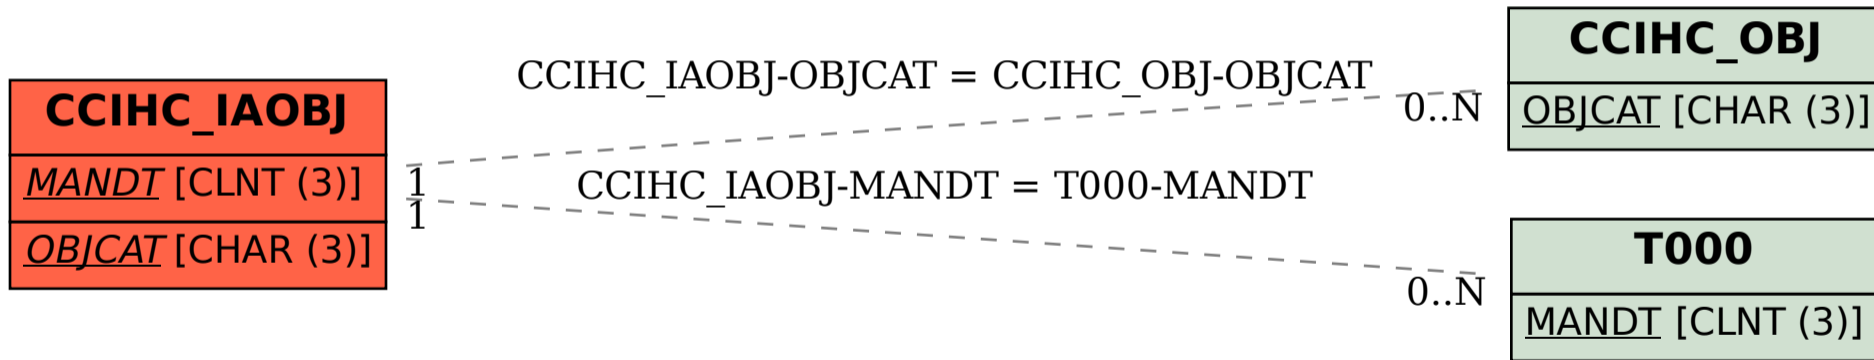 CCIHC_IAOBJ
MANDT [CLNT (3)]
OBJCAT [CHAR (3)]
CCIHC_IAOBJ-OBJCAT = CCIHC_OBJ-OBJCAT
1
0..N
CCIHC_IAOBJ-MANDT = T000-MANDT
1
0..N
CCIHC_OBJ
OBJCAT [CHAR (3)]
T000
MANDT [CLNT (3)]